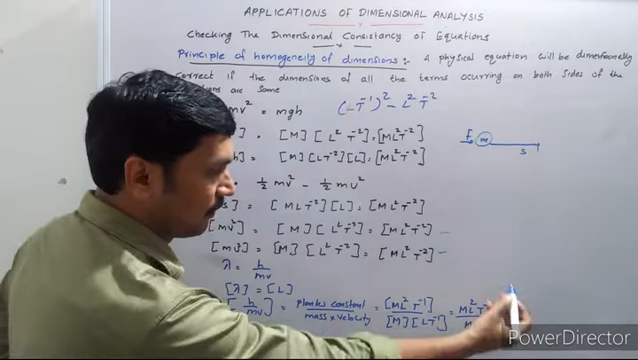 APPLICATIONS OF DIMENSIONAL ANALYSIS
Checking The Dimensional Consistancy of Equations
Principle of homogeneity of dimensions :- A physical equation will be dimensionally
Correct if the dimensions of all the terms occurring on both sides of the
are same
mv² = mgh (LT⁻¹)² - L² T⁻²
[M] [L² T⁻²] = [ML²T⁻²]
[M] [LT⁻²] [L] = [ML²T⁻²]
F m
s
½ mv² - ½ mu²
[MLT⁻²] [L] = [ML²T⁻²]
[mv²] = [M] [L² T⁻²] = [ML²T⁻²]
[mu²] = [M] [L² T⁻²] = [ML²T⁻²]
λ = h/mv
[λ] = [L]
[h/mv] = planks constant / mass x velocity = [ML²T⁻¹] / [M] [LT⁻¹] = ML²T
PowerDirector